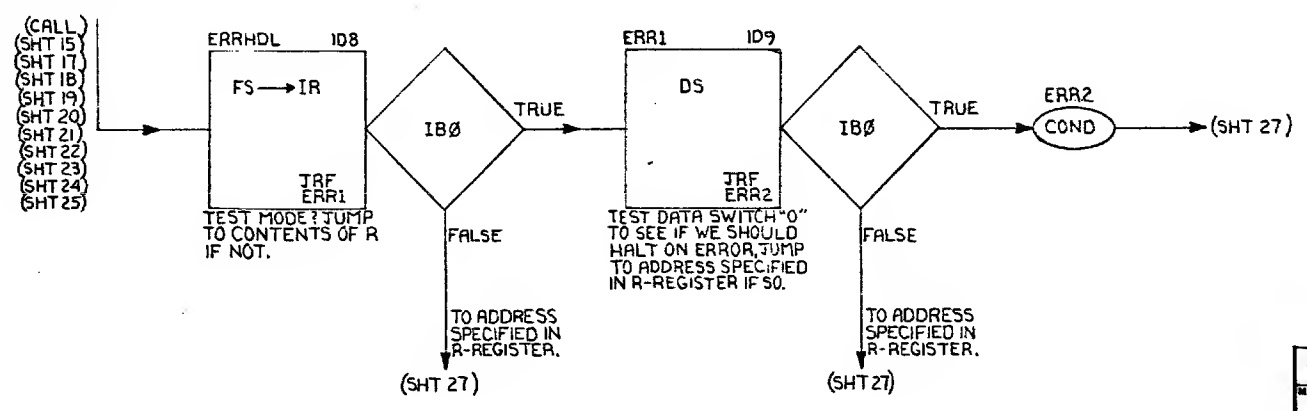 (CALL)
(SHT 15)
(SHT 17)
(SHT 18)
(SHT 19)
(SHT 20)
(SHT 21)
(SHT 22)
(SHT 23)
(SHT 24)
(SHT 25)
ERRHDL 1D8
FS→IR
JRF
ERR1
TEST MODE? JUMP
TO CONTENTS OF R
IF NOT.
IBØ
TRUE
FALSE
TO ADDRESS
SPECIFIED IN
R-REGISTER.
(SHT 27)
ERR1 1D9
DS
JRF
ERR2
TEST DATA SWITCH "0"
TO SEE IF WE SHOULD
HALT ON ERROR, JUMP
TO ADDRESS SPECIFIED
IN R-REGISTER IF SO.
IBØ
TRUE
FALSE
TO ADDRESS
SPECIFIED IN
R-REGISTER.
(SHT 27)
ERR2
COND
(SHT 27)